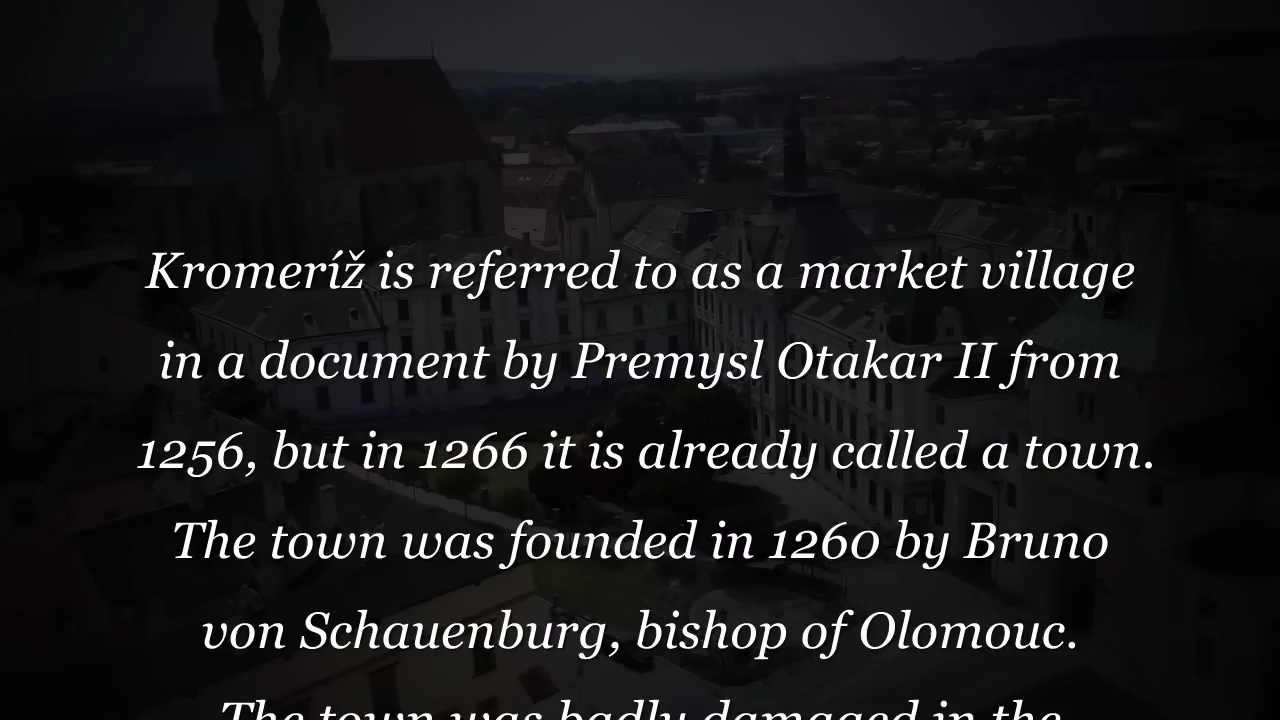 Kromeríž is referred to as a market village
in a document by Premysl Otakar II from
1256, but in 1266 it is already called a town.
The town was founded in 1260 by Bruno
von Schauenburg, bishop of Olomouc.
The town was badly damaged in the